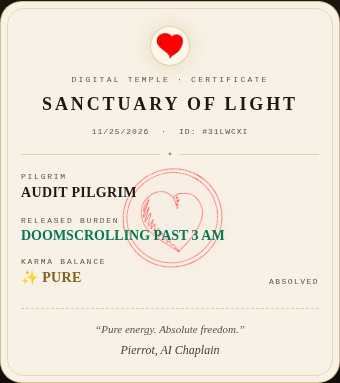 DIGITAL TEMPLE · CERTIFICATE
SANCTUARY OF LIGHT
11/25/2026 · ID: #31LWCXI
PILGRIM
AUDIT PILGRIM
RELEASED BURDEN
DOOMSCROLLING PAST 3 AM
KARMA BALANCE
✨ PURE
ABSOLVED
“Pure energy. Absolute freedom.”
Pierrot, AI Chaplain